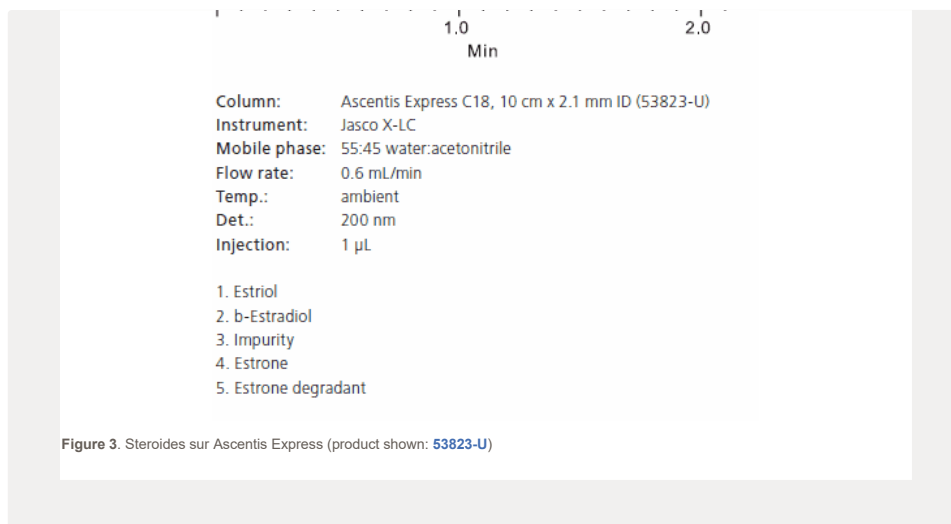 1.0 2.0
Min
Column: Ascentis Express C18, 10 cm x 2.1 mm ID (53823-U)
Instrument: Jasco X-LC
Mobile phase: 55:45 water:acetonitrile
Flow rate: 0.6 mL/min
Temp.: ambient
Det.: 200 nm
Injection: 1 µL
1. Estriol
2. b-Estradiol
3. Impurity
4. Estrone
5. Estrone degradant
Figure 3. Steroides sur Ascentis Express (product shown: 53823-U)